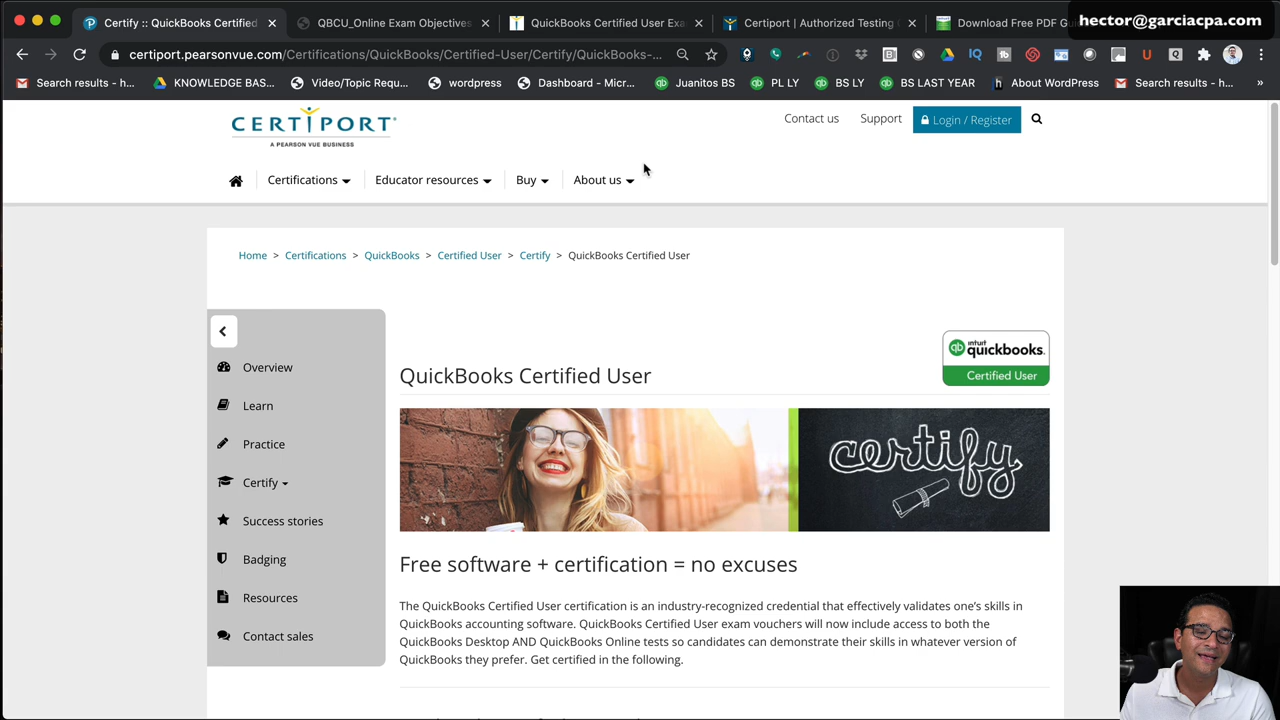 Certify :: QuickBooks Certified
QBCU_Online Exam Objectives
QuickBooks Certified User Exa
Certiport | Authorized Testing
Download Free PDF Gu
hector@garciacpa.com
certiport.pearsonvue.com/Certifications/QuickBooks/Certified-User/Certify/QuickBooks-...
Search results - h...
KNOWLEDGE BAS...
Video/Topic Requ...
Wordpress
Dashboard – Micr...
Juanitos BS
PL LY
BS LY
BS LAST YEAR
About WordPress
Search results - h...
»
CERTIPORT
A PEARSON VUE BUSINESS
Contact us
Support
Login / Register
Certifications
Educator resources
Buy
About us
Home > Certifications > QuickBooks > Certified User > Certify > QuickBooks Certified User
Overview
Learn
Practice
Certify
Success stories
Badging
Resources
Contact sales
QuickBooks Certified User
qb intuit quickbooks.
Certified User
certify
Free software + certification = no excuses
The QuickBooks Certified User certification is an industry-recognized credential that effectively validates one's skills in
QuickBooks accounting software. QuickBooks Certified User exam vouchers will now include access to both the
QuickBooks Desktop AND QuickBooks Online tests so candidates can demonstrate their skills in whatever version of
QuickBooks they prefer. Get certified in the following.